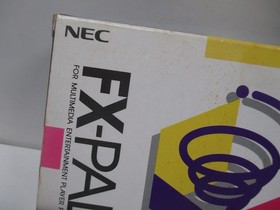 NEC
FX-PA
FOR MULTIMEDIA ENTERTAINMENT PLAYER